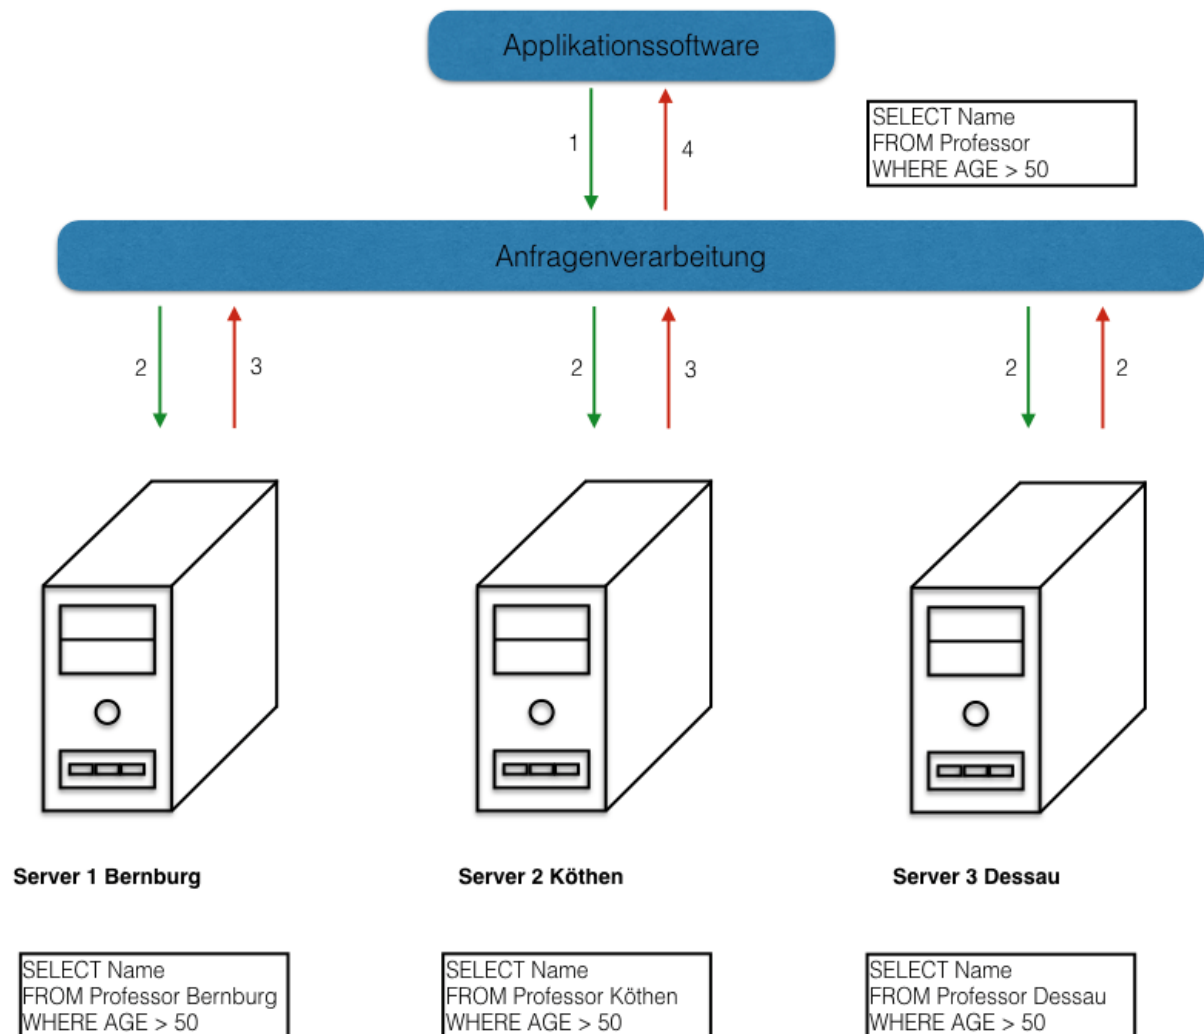 Applikationssoftware
1
4
SELECT Name
FROM Professor
WHERE AGE > 50
Anfragenverarbeitung
2
3
2
3
2
2
Server 1 Bernburg
Server 2 Köthen
Server 3 Dessau
SELECT Name
FROM Professor Bernburg
WHERE AGE > 50
SELECT Name
FROM Professor Köthen
WHERE AGE > 50
SELECT Name
FROM Professor Dessau
WHERE AGE > 50